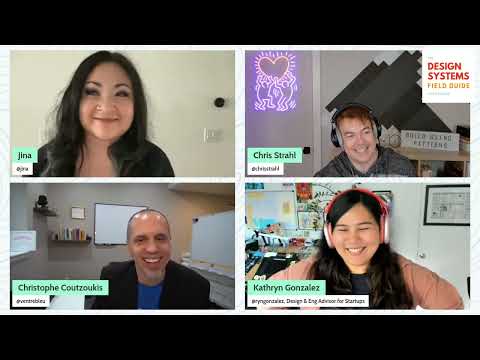 DESIGN
SYSTEMS
FIELD GUIDE
Jina
@jina
Chris Strahl
@chrisstrahl
BUILD USING
PATTERNS
Christophe Coutzoukis
@ventrebleu
Kathryn Gonzalez
@ryngonzalez, Design & Eng Advisor for Startups